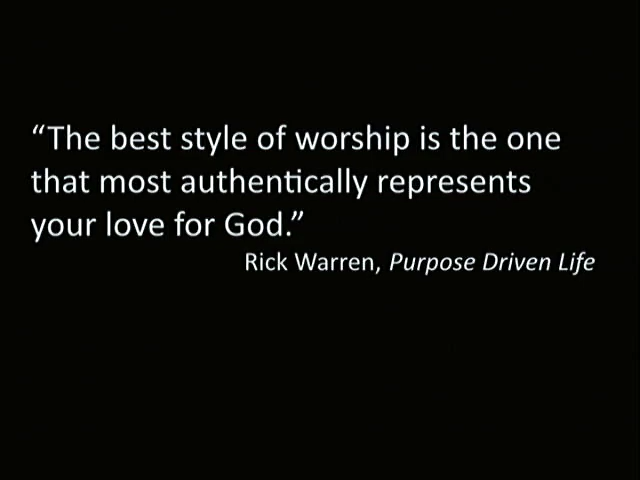 “The best style of worship is the one
that most authentically represents
your love for God.”
Rick Warren, Purpose Driven Life